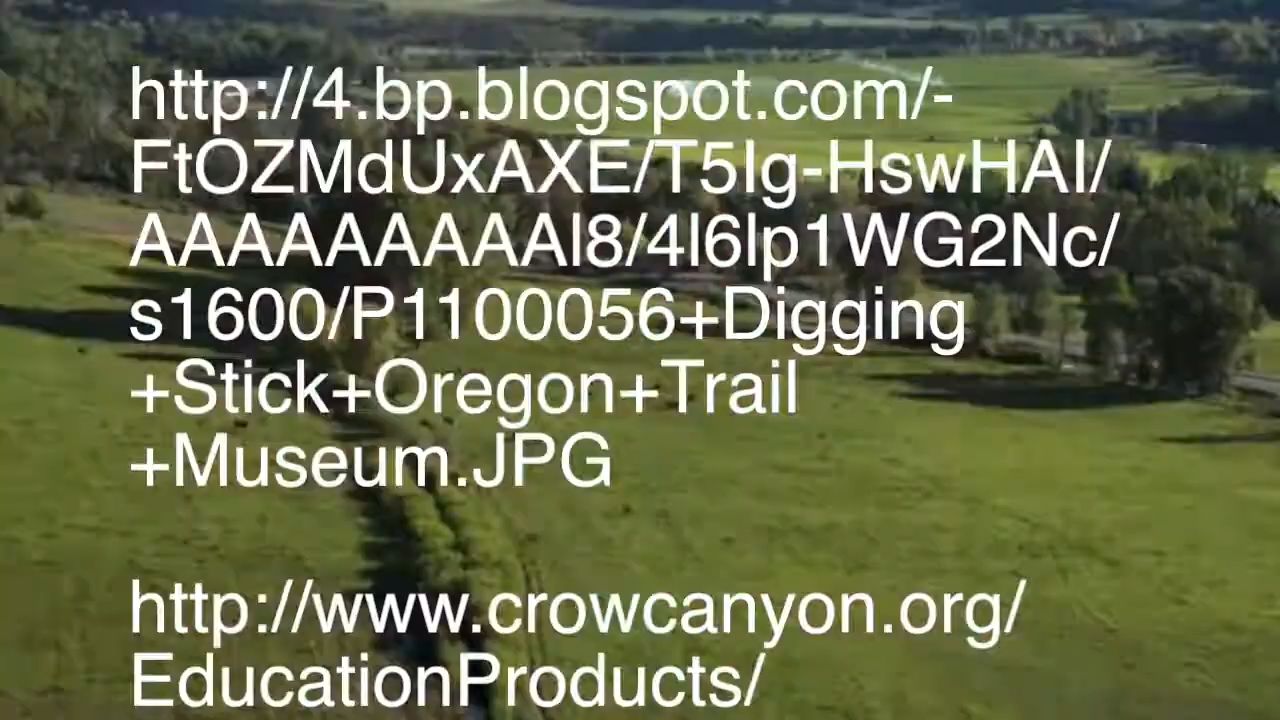 http://4.bp.blogspot.com/-
FtOZMdUxAXE/T5Ig-HswHAI/
AAAAAAAAAAI8/4l6lp1WG2Nc/
s1600/P1100056+Digging
+Stick+Oregon+Trail
+Museum.JPG
http://www.crowcanyon.org/
EducationProducts/